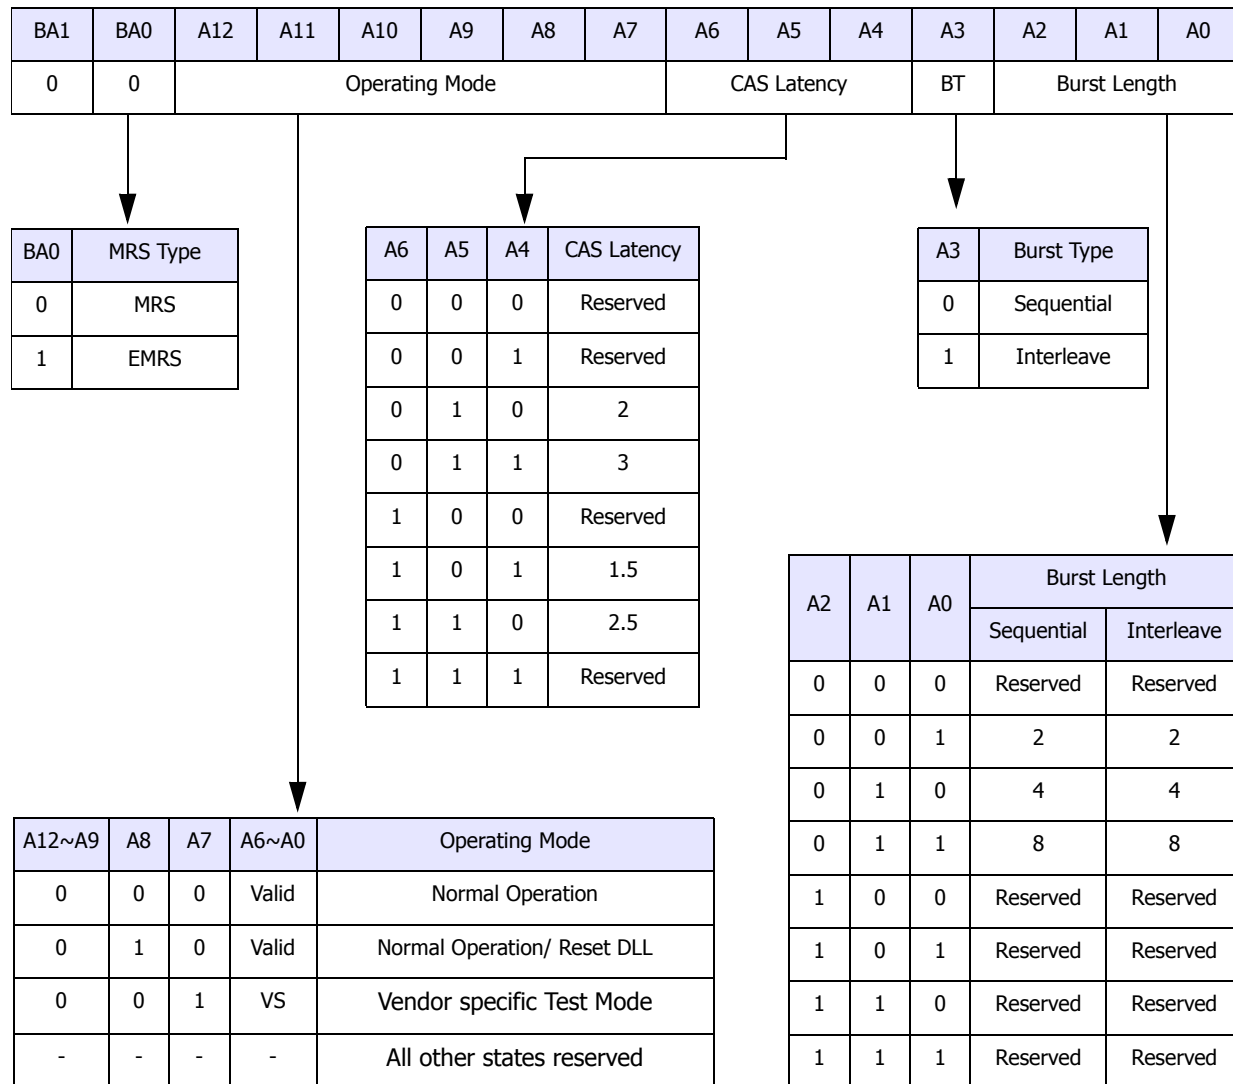 BA1 BA0 A12 A11 A10 A9 A8 A7 A6 A5 A4 A3 A2 A1 A0
0 0 Operating Mode CAS Latency BT Burst Length
BA0 MRS Type
0 MRS
1 EMRS
A6 A5 A4 CAS Latency
0 0 0 Reserved
0 0 1 Reserved
0 1 0 2
0 1 1 3
1 0 0 Reserved
1 0 1 1.5
1 1 0 2.5
1 1 1 Reserved
A3 Burst Type
0 Sequential
1 Interleave
A2 A1 A0 Burst Length
Sequential Interleave
0 0 0 Reserved Reserved
0 0 1 2 2
0 1 0 4 4
0 1 1 8 8
1 0 0 Reserved Reserved
1 0 1 Reserved Reserved
1 1 0 Reserved Reserved
1 1 1 Reserved Reserved
A12~A9 A8 A7 A6~A0 Operating Mode
0 0 0 Valid Normal Operation
0 1 0 Valid Normal Operation/ Reset DLL
0 0 1 VS Vendor specific Test Mode
- - - - All other states reserved